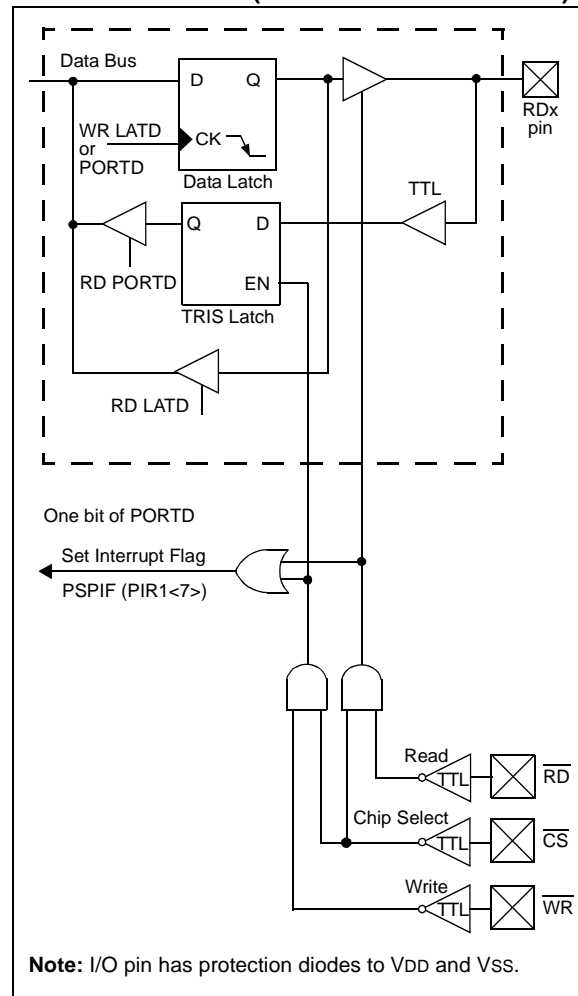 Data Bus
D Q
RDx
pin
WR LATD
or
PORTD
CK
Data Latch
TTL
Q D
RD PORTD
EN
TRIS Latch
RD LATD
One bit of PORTD
Set Interrupt Flag
PSPIF (PIR1<7>)
Read
TTL
RD
Chip Select
TTL
CS
Write
TTL
WR
Note: I/O pin has protection diodes to VDD and VSS.